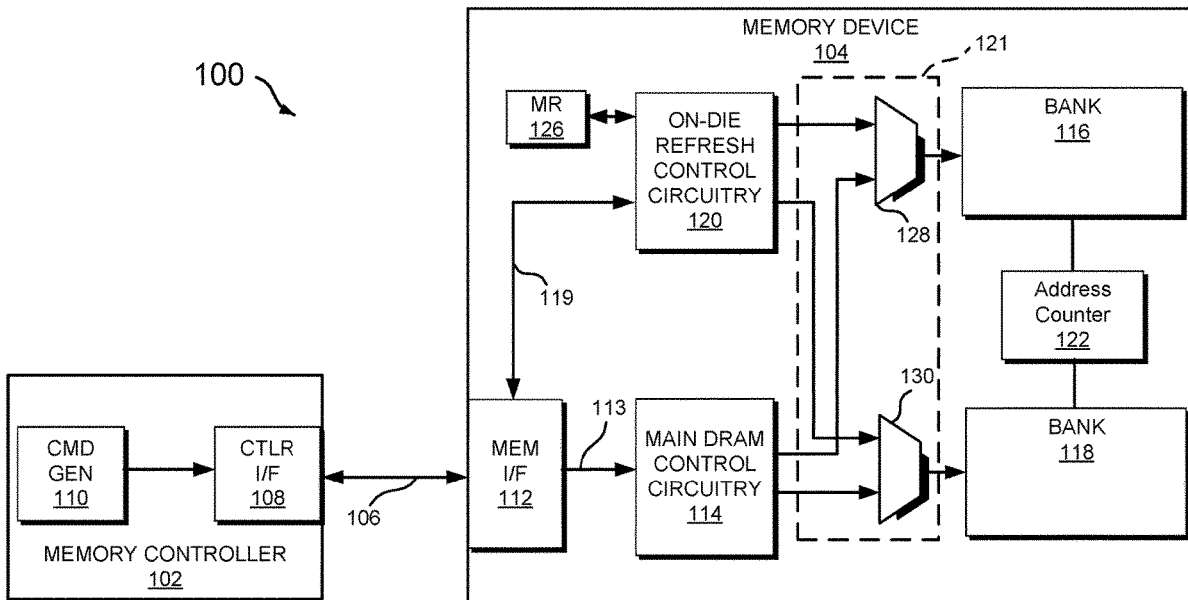 100
MEMORY DEVICE
104
121
MR
126
ON-DIE
REFRESH
CONTROL
CIRCUITRY
120
128
BANK
116
119
Address
Counter
122
113
130
MEM
I/F
112
MAIN DRAM
CONTROL
CIRCUITRY
114
BANK
118
CMD
GEN
110
CTLR
I/F
108
106
MEMORY CONTROLLER
102